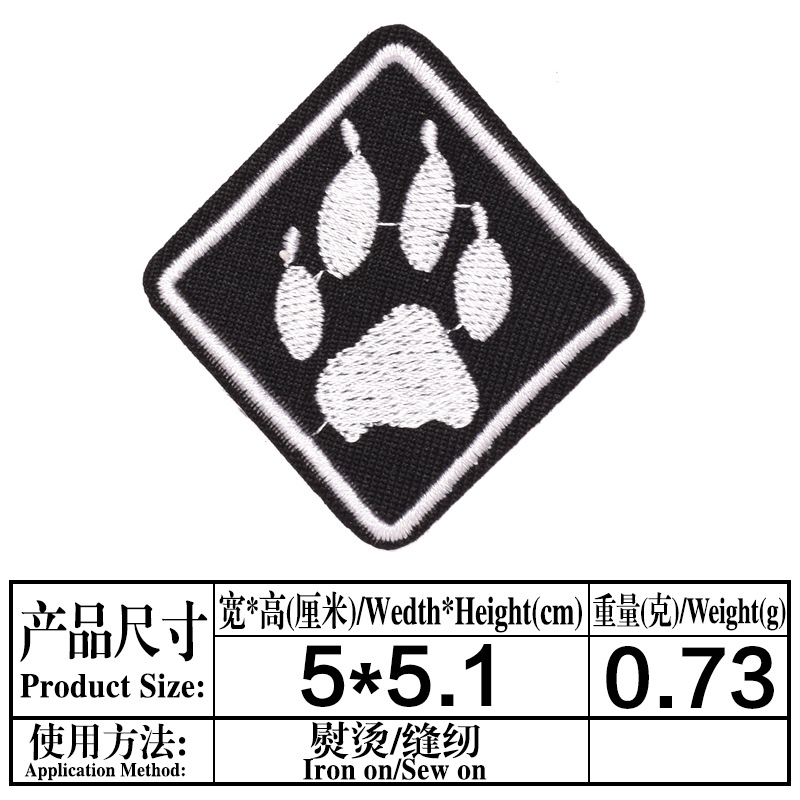 产品尺寸
Product Size:
宽*高(厘米)/Wedth*Height(cm)
重量(克)/Weight(g)
5*5.1
0.73
使用方法:
Application Method:
熨烫/缝纫
Iron on/Sew on